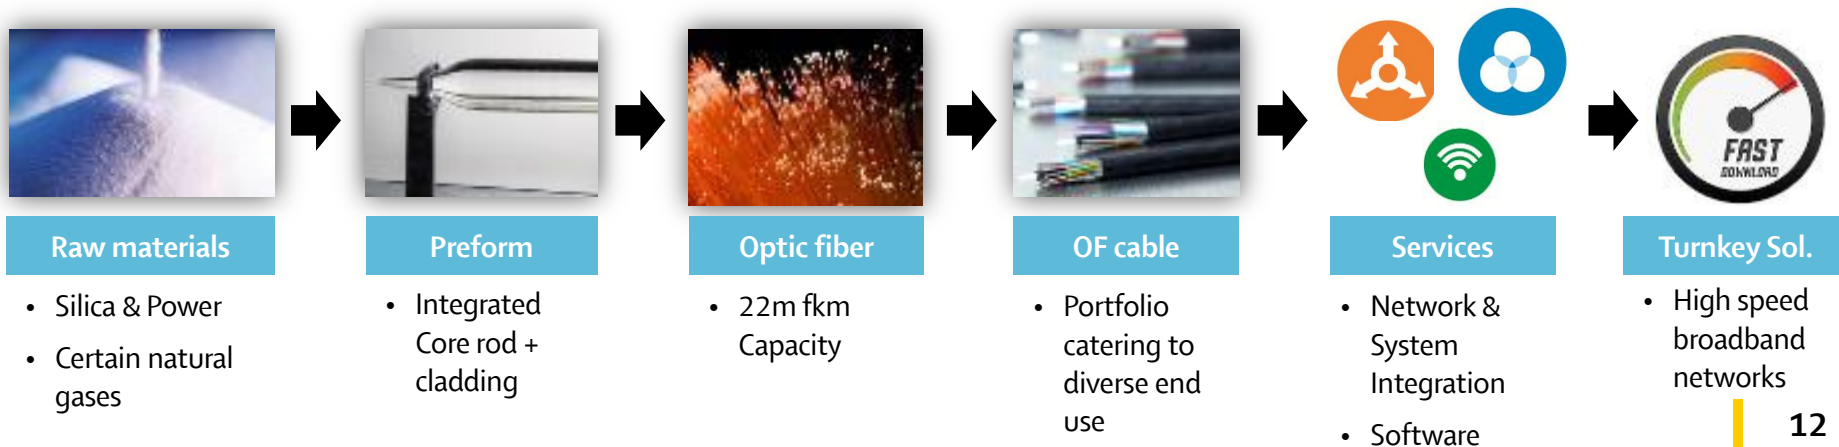 FAST
DOWNLOAD
Raw materials
• Silica & Power
• Certain natural
gases
Preform
• Integrated
Core rod +
cladding
Optic fiber
• 22m fkm
Capacity
OF cable
• Portfolio
catering to
diverse end
use
Services
• Network &
System
Integration
• Software
Turnkey Sol.
• High speed
broadband
networks
12